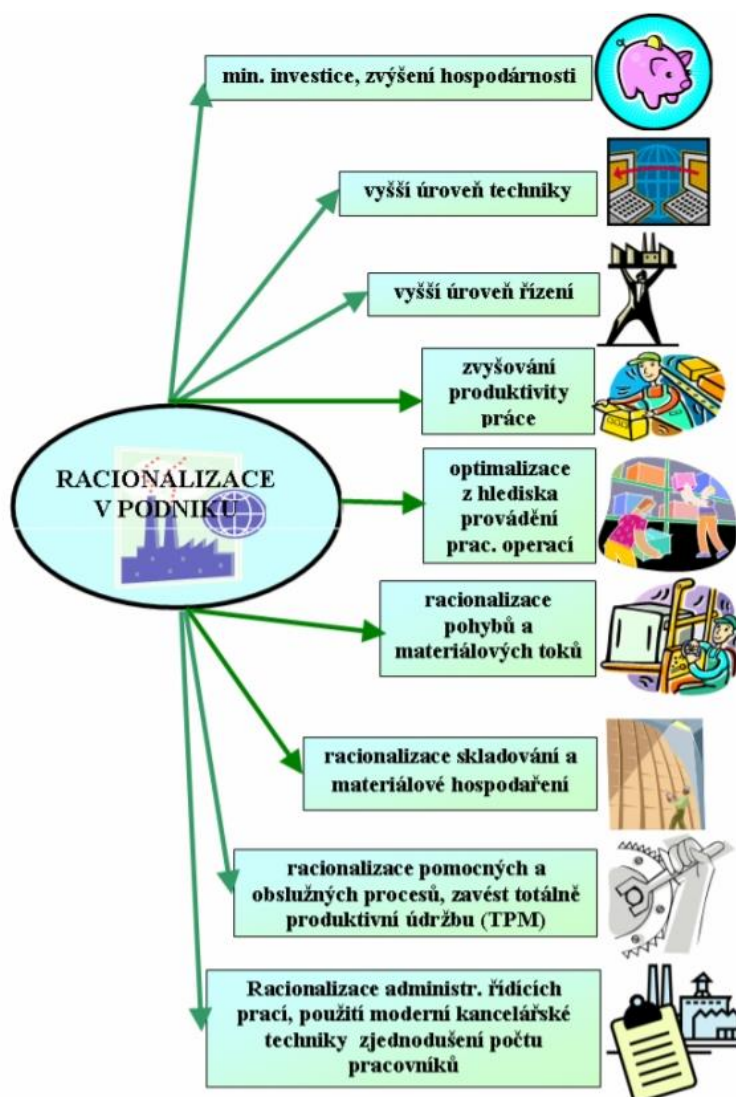 min. investice, zvýšení hospodárnosti
vyšší úroveň techniky
vyšší úroveň řízení
zvyšování
produktivity
práce
RACIONALIZACE
V PODNIKU
optimalizace
z hlediska
provádění
prac. operací
racionalizace
pohybů a
materiálových toků
racionalizace skladování a
materiálové hospodaření
racionalizace pomocných a
obslužných procesů, zavést totálně
produktivní údržbu (TPM)
Racionalizace administr. řídících
prací, použití moderní kancelářské
techniky zjednodušení počtu
pracovníků